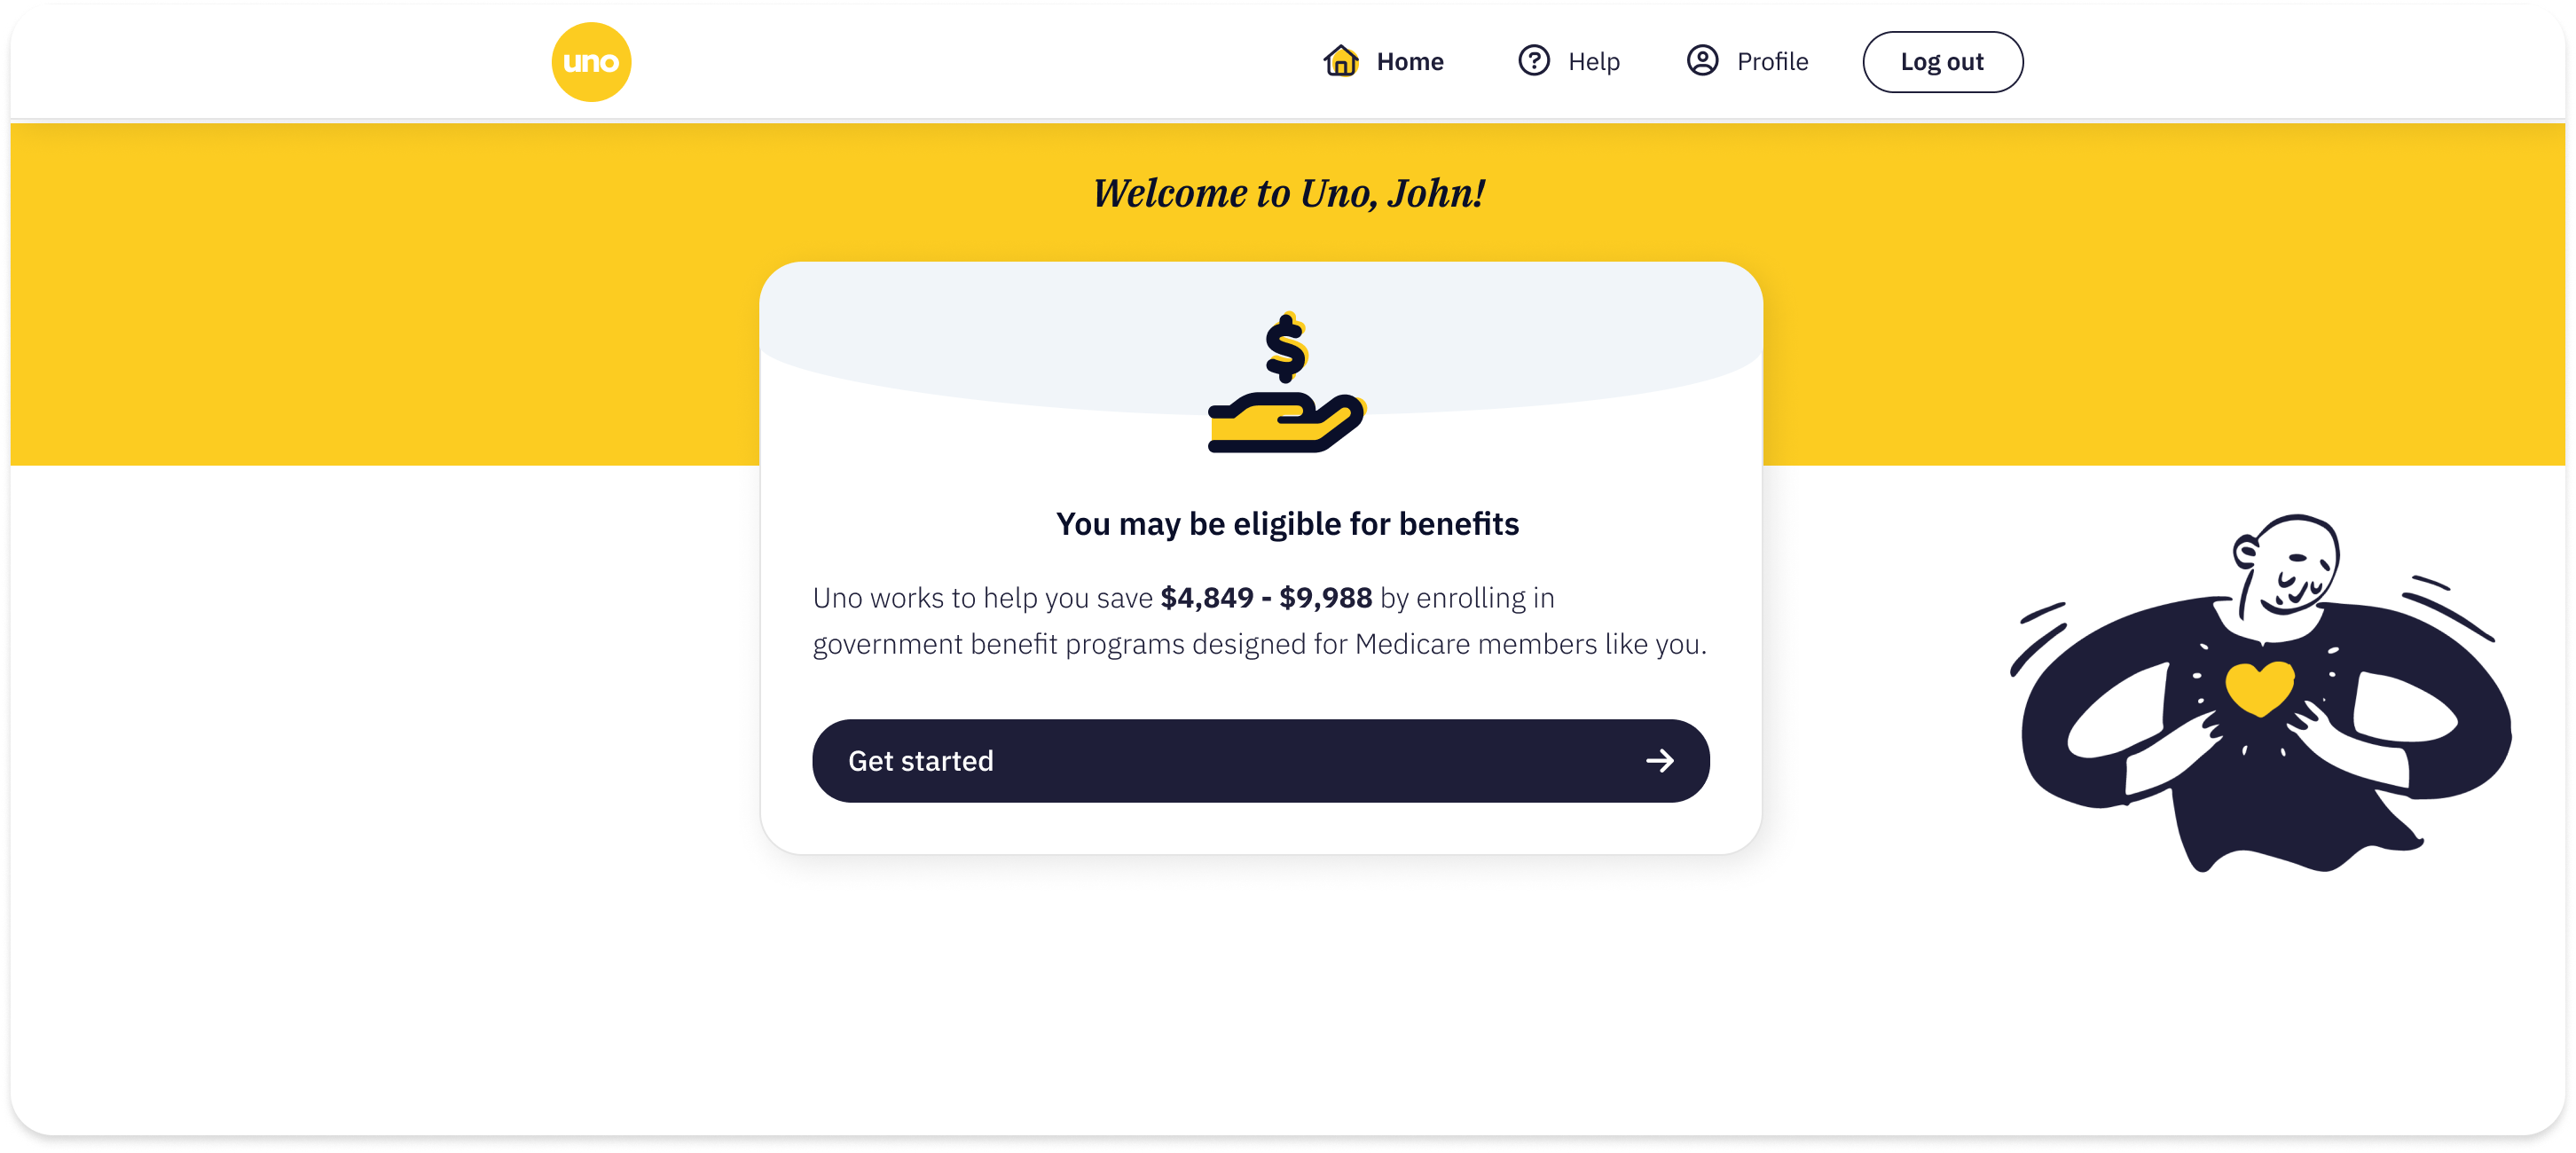 uno
Home
Help
Profile
Log out
Welcome to Uno, John!
$
You may be eligible for benefits
Uno works to help you save $4,849 - $9,988 by enrolling in
government benefit programs designed for Medicare members like you.
Get started